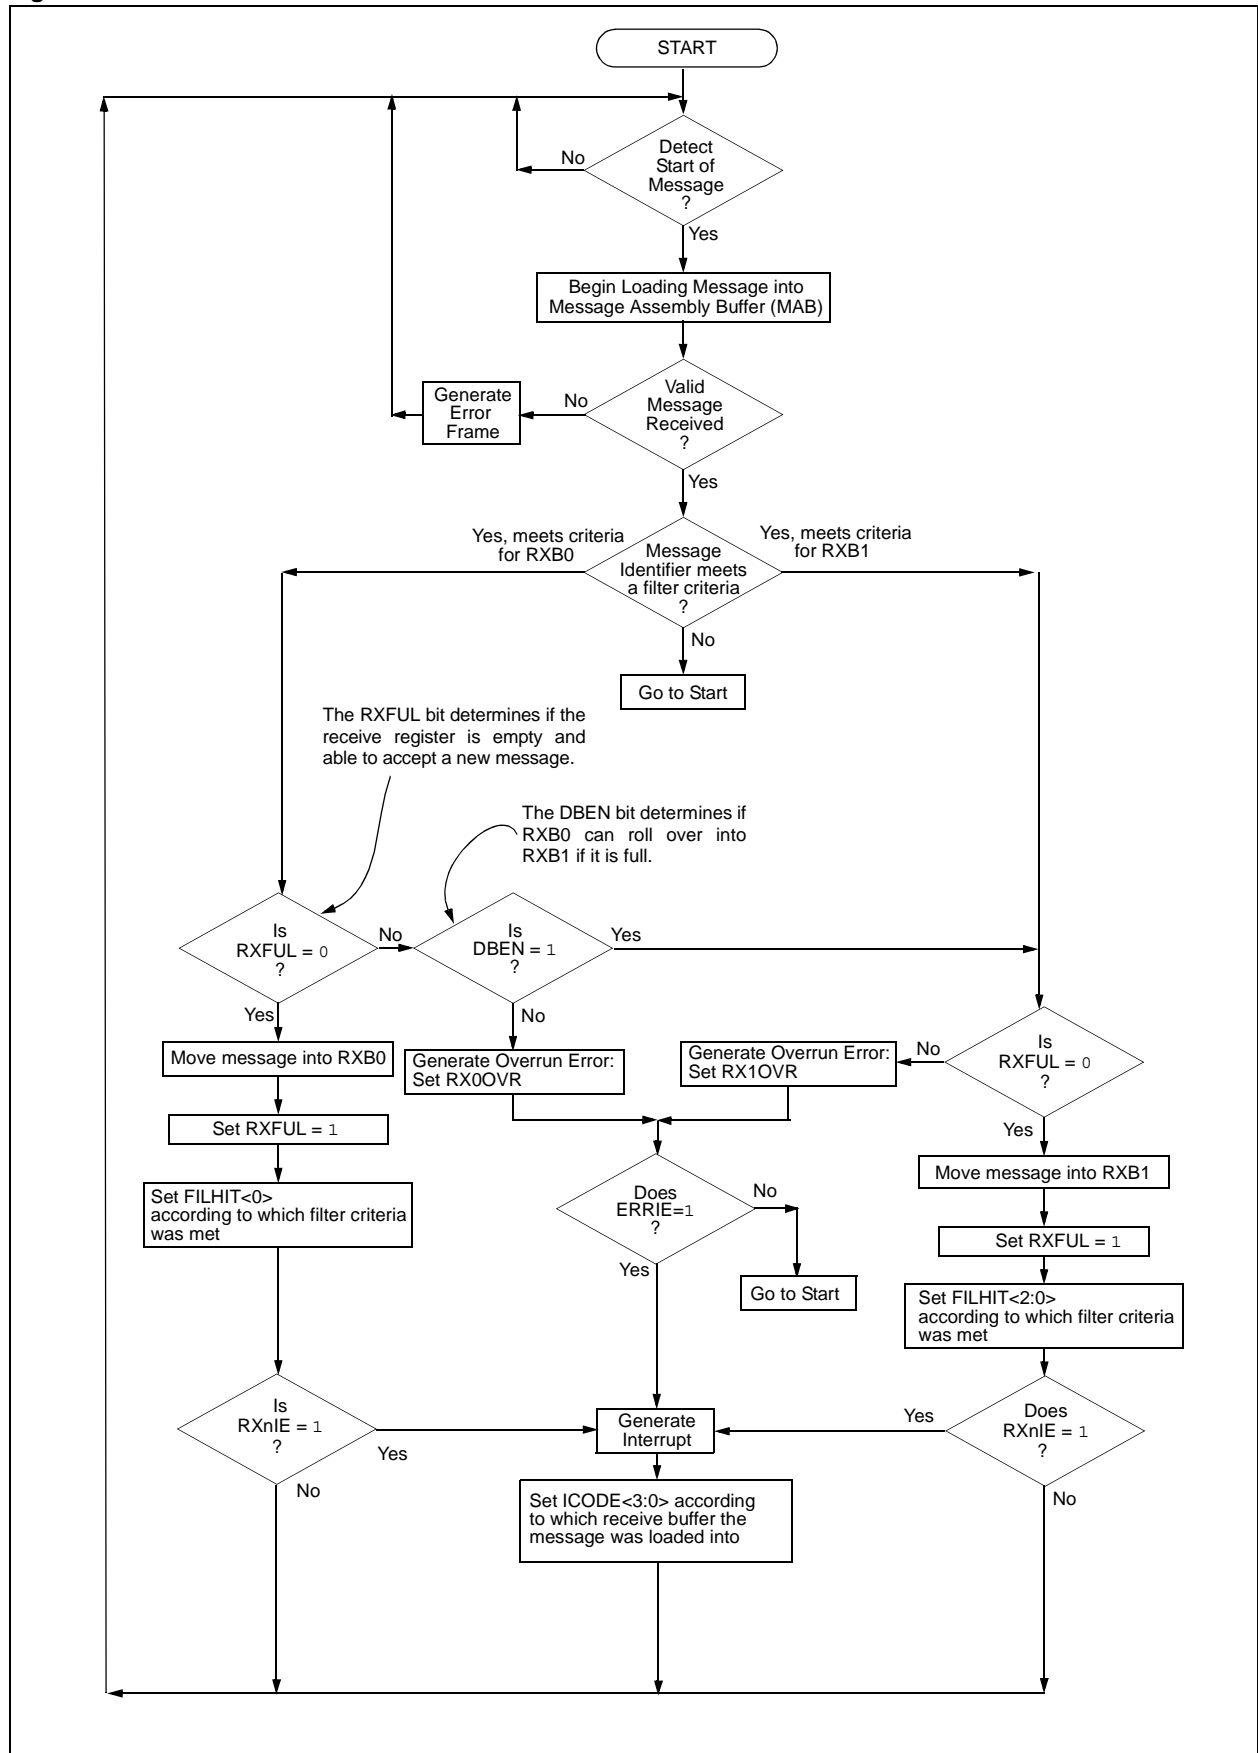 START
Detect
Start of
Message
?
No
Yes
Begin Loading Message into
Message Assembly Buffer (MAB)
Valid
Message
Received
?
No
Generate
Error
Frame
Yes
Yes, meets criteria
for RXB0
Message
Identifier meets
a filter criteria
?
Yes, meets criteria
for RXB1
No
Go to Start
The RXFUL bit determines if the
receive register is empty and
able to accept a new message.
The DBEN bit determines if
RXB0 can roll over into
RXB1 if it is full.
Is
RXFUL = 0
?
No
Is
DBEN = 1
?
Yes
Yes
No
Is
RXFUL = 0
?
No
Yes
Move message into RXB0
Generate Overrun Error:
Set RX0OVR
Generate Overrun Error:
Set RX1OVR
Set RXFUL = 1
Move message into RXB1
Set FILHIT<0>
according to which filter criteria
was met
Does
ERRIE=1
?
No
Yes
Go to Start
Set RXFUL = 1
Set FILHIT<2:0>
according to which filter criteria
was met
Is
RXnIE = 1
?
Yes
No
Generate
Interrupt
Yes
Does
RXnIE = 1
?
No
Set ICODE<3:0> according
to which receive buffer the
message was loaded into